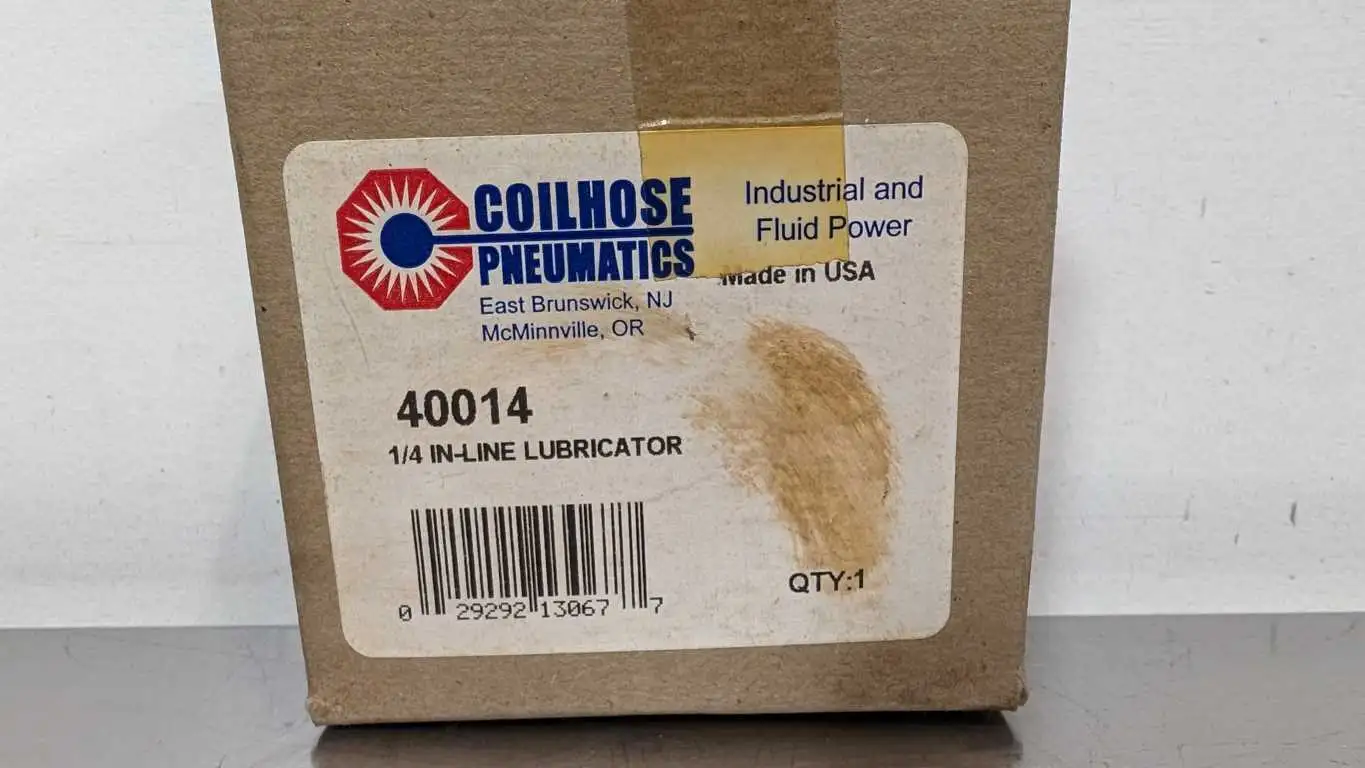 COILHOSE
PNEUMATICS
East Brunswick, NJ
McMinnville, OR
Industrial and
Fluid Power
Made in USA
40014
1/4 IN-LINE LUBRICATOR
0 29292 13067 7
QTY:1